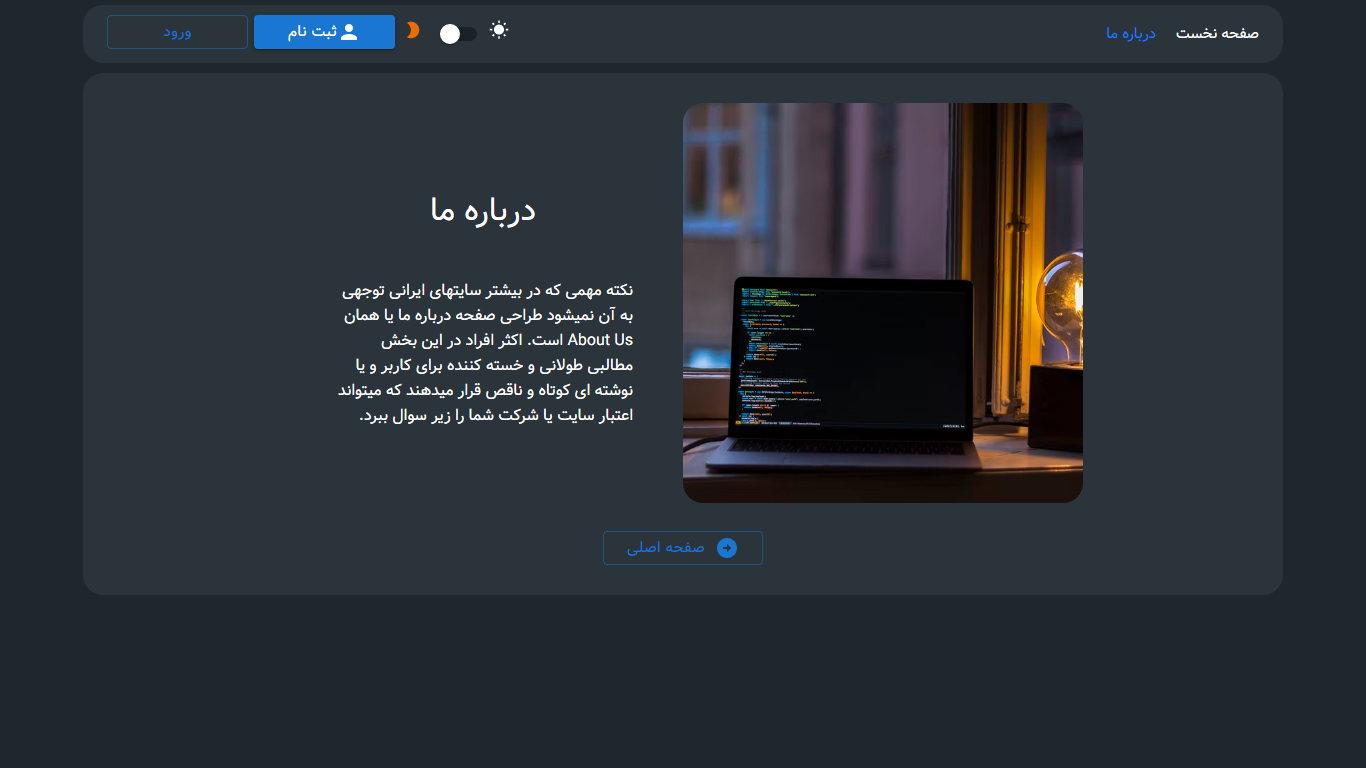 صفحه نخست
درباره ما
ثبت نام
ورود
درباره ما
نکته مهمی که در بیشتر سایتهای ایرانی توجهی
به آن نمیشود طراحی صفحه درباره ما یا همان
About Us است. اکثر افراد در این بخش
مطالبی طولانی و خسته کننده برای کاربر و یا
نوشته ای کوتاه و ناقص قرار میدهند که میتواند
اعتبار سایت یا شرکت شما را زیر سوال ببرد.
صفحه اصلی